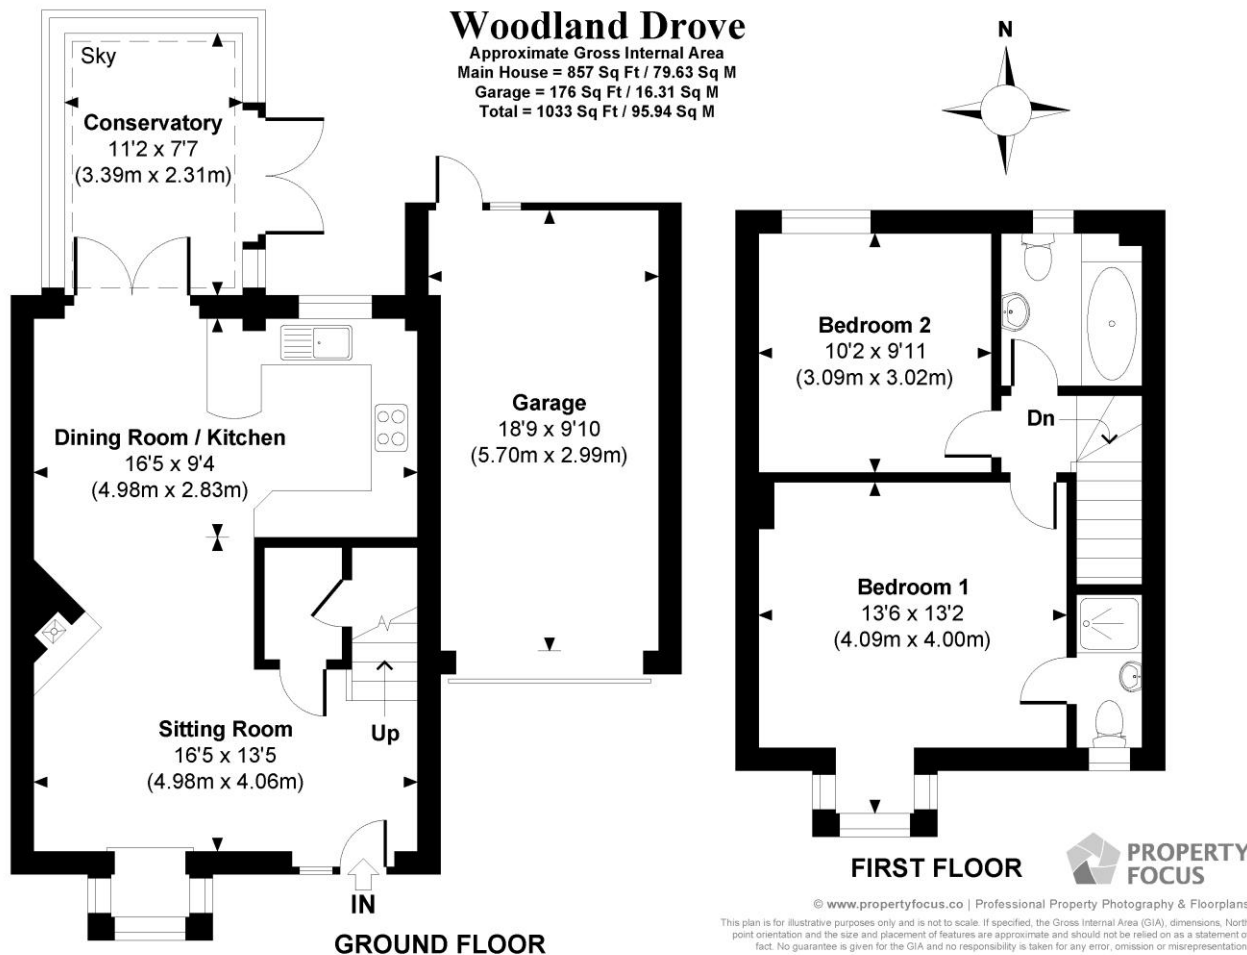 Woodland Drove
Approximate Gross Internal Area
Main House = 857 Sq Ft / 79.63 Sq M
Garage = 176 Sq Ft / 16.31 Sq M
Total = 1033 Sq Ft / 95.94 Sq M
N
Sky
Conservatory
11'2 x 7'7
(3.39m x 2.31m)
Dining Room / Kitchen
16'5 x 9'4
(4.98m x 2.83m)
Garage
18'9 x 9'10
(5.70m x 2.99m)
Sitting Room
16'5 x 13'5
(4.98m x 4.06m)
Up
IN
GROUND FLOOR
Bedroom 2
10'2 x 9'11
(3.09m x 3.02m)
Dn
Bedroom 1
13'6 x 13'2
(4.09m x 4.00m)
FIRST FLOOR
PROPERTY
FOCUS
© www.propertyfocus.co | Professional Property Photography & Floorplans
This plan is for illustrative purposes only and is not to scale. If specified, the Gross Internal Area (GIA), dimensions, North
point orientation and the size and placement of features are approximate and should not be relied on as a statement of
fact. No guarantee is given for the GIA and no responsibility is taken for any error, omission or misrepresentation